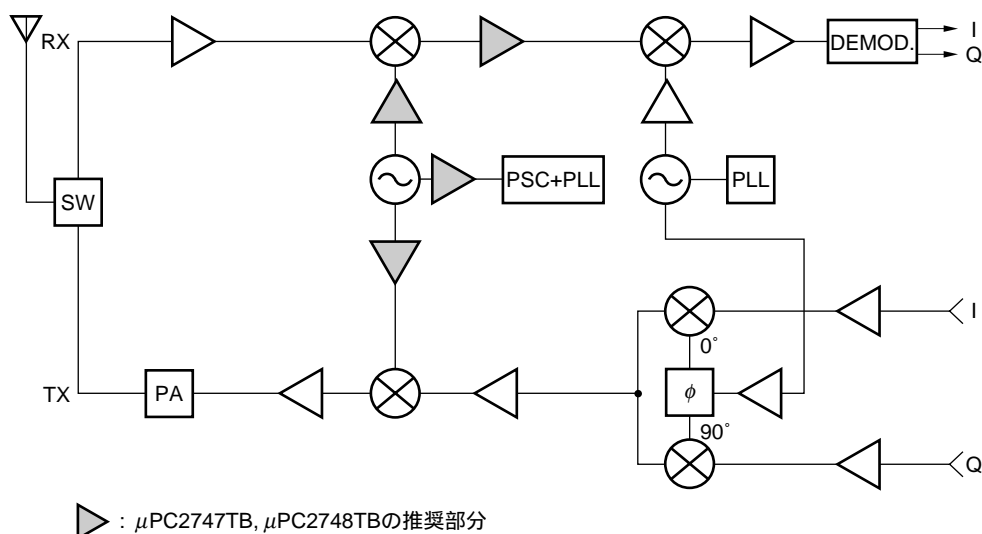 RX
I
DEMOD.
Q
SW
PSC+PLL
PLL
I
0°
TX
PA
ϕ
90°
Q
: μPC2747TB, μPC2748TBの推奨部分